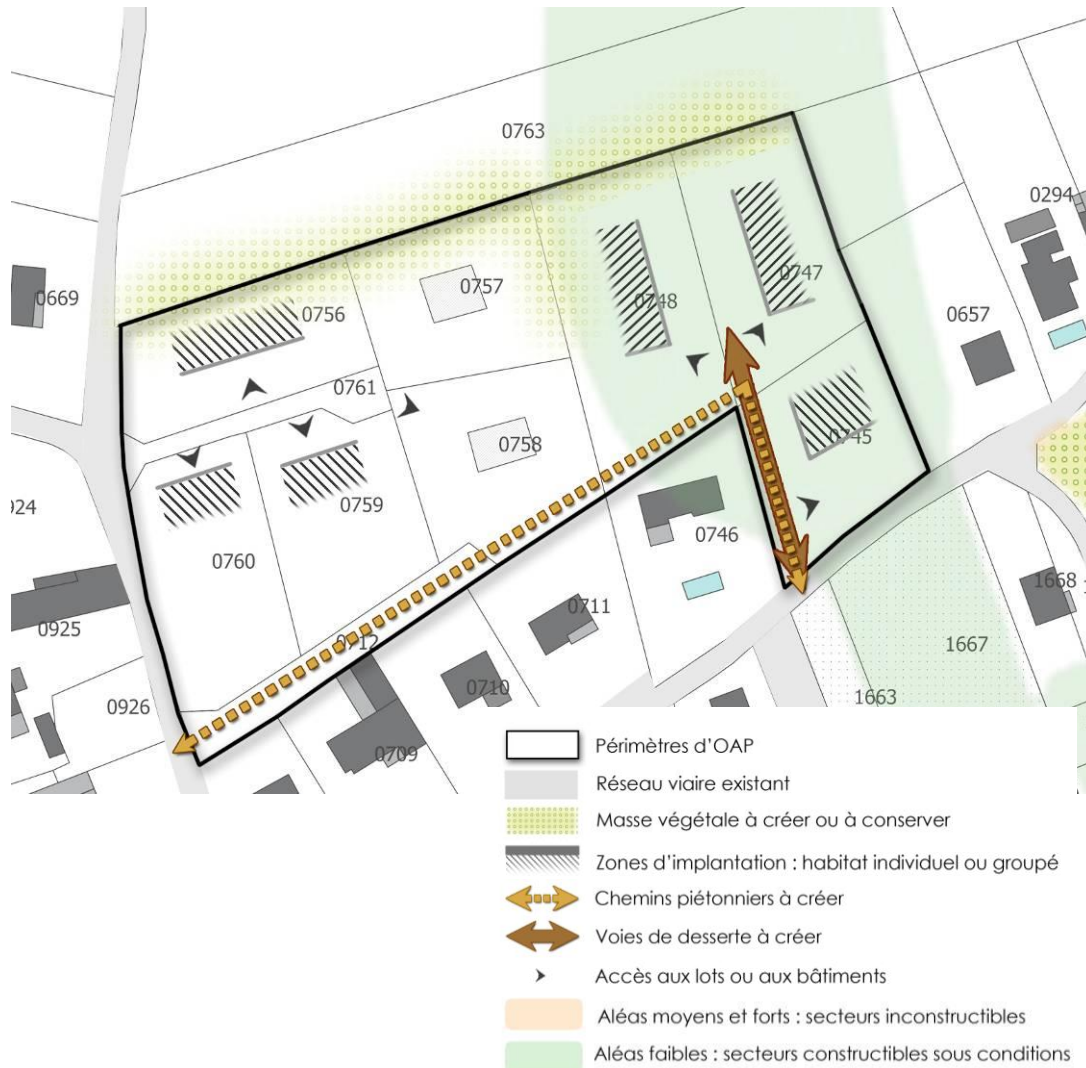 0763
0294
0669
0757
0747
0756
0748
0657
0761
0758
0745
924
0759
0746
0760
0925
0711
1668
0712
1667
0926
0710
1663
0709
Périmètres d'OAP
Réseau viaire existant
Masse végétale à créer ou à conserver
Zones d'implantation : habitat individuel ou groupé
Chemins piétonniers à créer
Voies de desserte à créer
Accès aux lots ou aux bâtiments
Aléas moyens et forts : secteurs inconstructibles
Aléas faibles : secteurs constructibles sous conditions